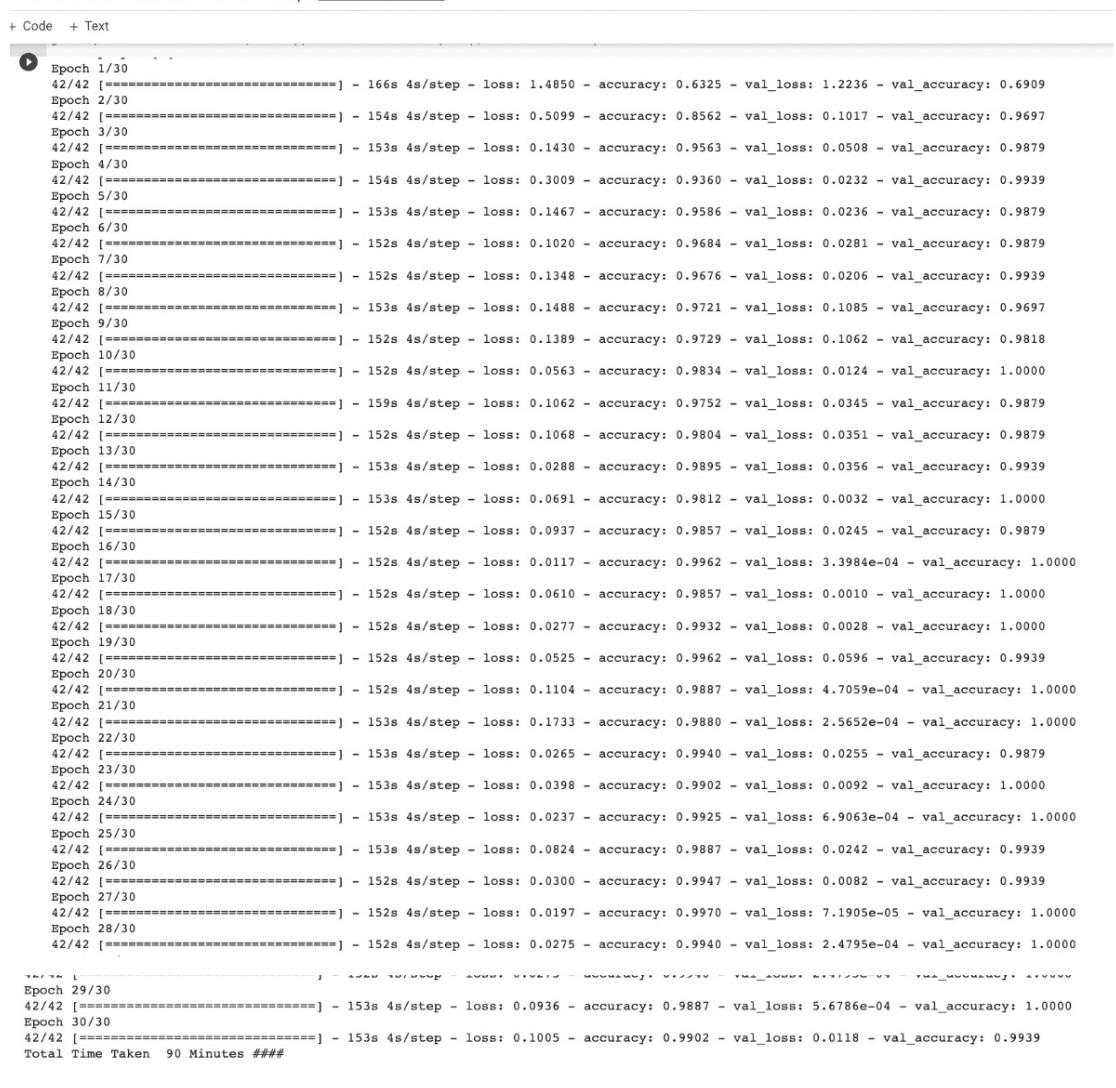 + Code + Text
Epoch 1/30
42/42 [==============================] - 166s 4s/step - loss: 1.4850 - accuracy: 0.6325 - val_loss: 1.2236 - val_accuracy: 0.6909
Epoch 2/30
42/42 [==============================] - 154s 4s/step - loss: 0.5099 - accuracy: 0.8562 - val_loss: 0.1017 - val_accuracy: 0.9697
Epoch 3/30
42/42 [==============================] - 153s 4s/step - loss: 0.1430 - accuracy: 0.9563 - val_loss: 0.0508 - val_accuracy: 0.9879
Epoch 4/30
42/42 [==============================] - 154s 4s/step - loss: 0.3009 - accuracy: 0.9360 - val_loss: 0.0232 - val_accuracy: 0.9939
Epoch 5/30
42/42 [==============================] - 153s 4s/step - loss: 0.1467 - accuracy: 0.9586 - val_loss: 0.0236 - val_accuracy: 0.9879
Epoch 6/30
42/42 [==============================] - 152s 4s/step - loss: 0.1020 - accuracy: 0.9684 - val_loss: 0.0281 - val_accuracy: 0.9879
Epoch 7/30
42/42 [==============================] - 152s 4s/step - loss: 0.1348 - accuracy: 0.9676 - val_loss: 0.0206 - val_accuracy: 0.9939
Epoch 8/30
42/42 [==============================] - 153s 4s/step - loss: 0.1488 - accuracy: 0.9721 - val_loss: 0.1085 - val_accuracy: 0.9697
Epoch 9/30
42/42 [==============================] - 152s 4s/step - loss: 0.1389 - accuracy: 0.9729 - val_loss: 0.1062 - val_accuracy: 0.9818
Epoch 10/30
42/42 [==============================] - 152s 4s/step - loss: 0.0563 - accuracy: 0.9834 - val_loss: 0.0124 - val_accuracy: 1.0000
Epoch 11/30
42/42 [==============================] - 159s 4s/step - loss: 0.1062 - accuracy: 0.9752 - val_loss: 0.0345 - val_accuracy: 0.9879
Epoch 12/30
42/42 [==============================] - 152s 4s/step - loss: 0.1068 - accuracy: 0.9804 - val_loss: 0.0351 - val_accuracy: 0.9879
Epoch 13/30
42/42 [==============================] - 153s 4s/step - loss: 0.0288 - accuracy: 0.9895 - val_loss: 0.0356 - val_accuracy: 0.9939
Epoch 14/30
42/42 [==============================] - 153s 4s/step - loss: 0.0691 - accuracy: 0.9812 - val_loss: 0.0032 - val_accuracy: 1.0000
Epoch 15/30
42/42 [==============================] - 152s 4s/step - loss: 0.0937 - accuracy: 0.9857 - val_loss: 0.0245 - val_accuracy: 0.9879
Epoch 16/30
42/42 [==============================] - 152s 4s/step - loss: 0.0117 - accuracy: 0.9962 - val_loss: 3.3984e-04 - val_accuracy: 1.0000
Epoch 17/30
42/42 [==============================] - 152s 4s/step - loss: 0.0610 - accuracy: 0.9857 - val_loss: 0.0010 - val_accuracy: 1.0000
Epoch 18/30
42/42 [==============================] - 152s 4s/step - loss: 0.0277 - accuracy: 0.9932 - val_loss: 0.0028 - val_accuracy: 1.0000
Epoch 19/30
42/42 [==============================] - 152s 4s/step - loss: 0.0525 - accuracy: 0.9962 - val_loss: 0.0596 - val_accuracy: 0.9939
Epoch 20/30
42/42 [==============================] - 152s 4s/step - loss: 0.1104 - accuracy: 0.9887 - val_loss: 4.7059e-04 - val_accuracy: 1.0000
Epoch 21/30
42/42 [==============================] - 153s 4s/step - loss: 0.1733 - accuracy: 0.9880 - val_loss: 2.5652e-04 - val_accuracy: 1.0000
Epoch 22/30
42/42 [==============================] - 153s 4s/step - loss: 0.0265 - accuracy: 0.9940 - val_loss: 0.0255 - val_accuracy: 0.9879
Epoch 23/30
42/42 [==============================] - 153s 4s/step - loss: 0.0398 - accuracy: 0.9902 - val_loss: 0.0092 - val_accuracy: 1.0000
Epoch 24/30
42/42 [==============================] - 153s 4s/step - loss: 0.0237 - accuracy: 0.9925 - val_loss: 6.9063e-04 - val_accuracy: 1.0000
Epoch 25/30
42/42 [==============================] - 153s 4s/step - loss: 0.0824 - accuracy: 0.9887 - val_loss: 0.0242 - val_accuracy: 0.9939
Epoch 26/30
42/42 [==============================] - 152s 4s/step - loss: 0.0300 - accuracy: 0.9947 - val_loss: 0.0082 - val_accuracy: 0.9939
Epoch 27/30
42/42 [==============================] - 152s 4s/step - loss: 0.0197 - accuracy: 0.9970 - val_loss: 7.1905e-05 - val_accuracy: 1.0000
Epoch 28/30
42/42 [==============================] - 152s 4s/step - loss: 0.0275 - accuracy: 0.9940 - val_loss: 2.4795e-04 - val_accuracy: 1.0000
Epoch 29/30
42/42 [==============================] - 153s 4s/step - loss: 0.0936 - accuracy: 0.9887 - val_loss: 5.6786e-04 - val_accuracy: 1.0000
Epoch 30/30
42/42 [==============================] - 153s 4s/step - loss: 0.1005 - accuracy: 0.9902 - val_loss: 0.0118 - val_accuracy: 0.9939
Total Time Taken  90 Minutes ####